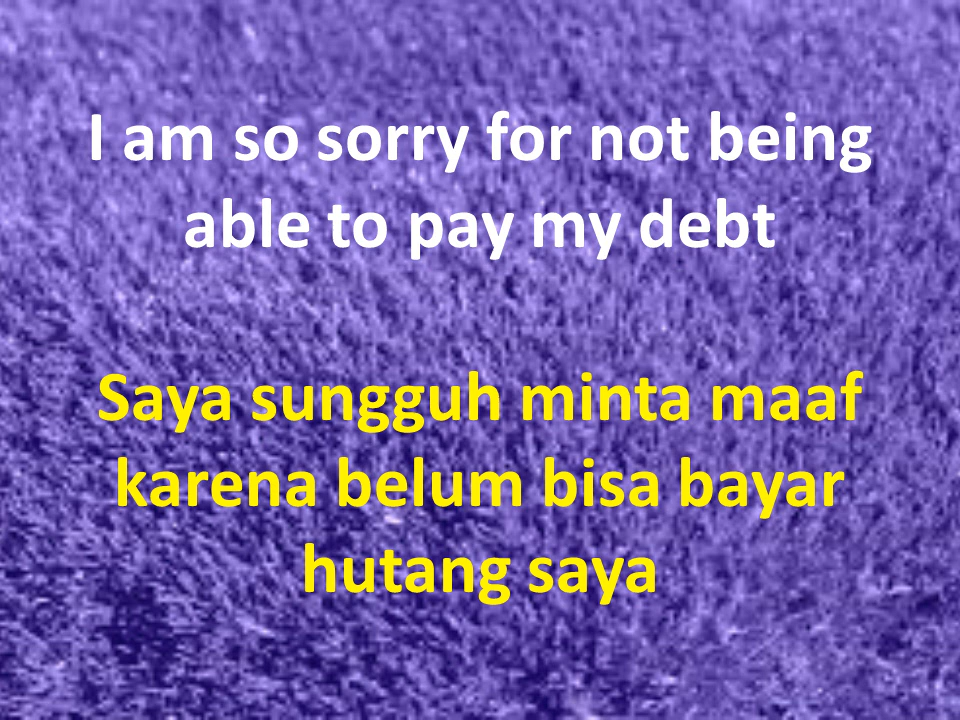 I am so sorry for not being
able to pay my debt
Saya sungguh minta maaf
karena belum bisa bayar
hutang saya